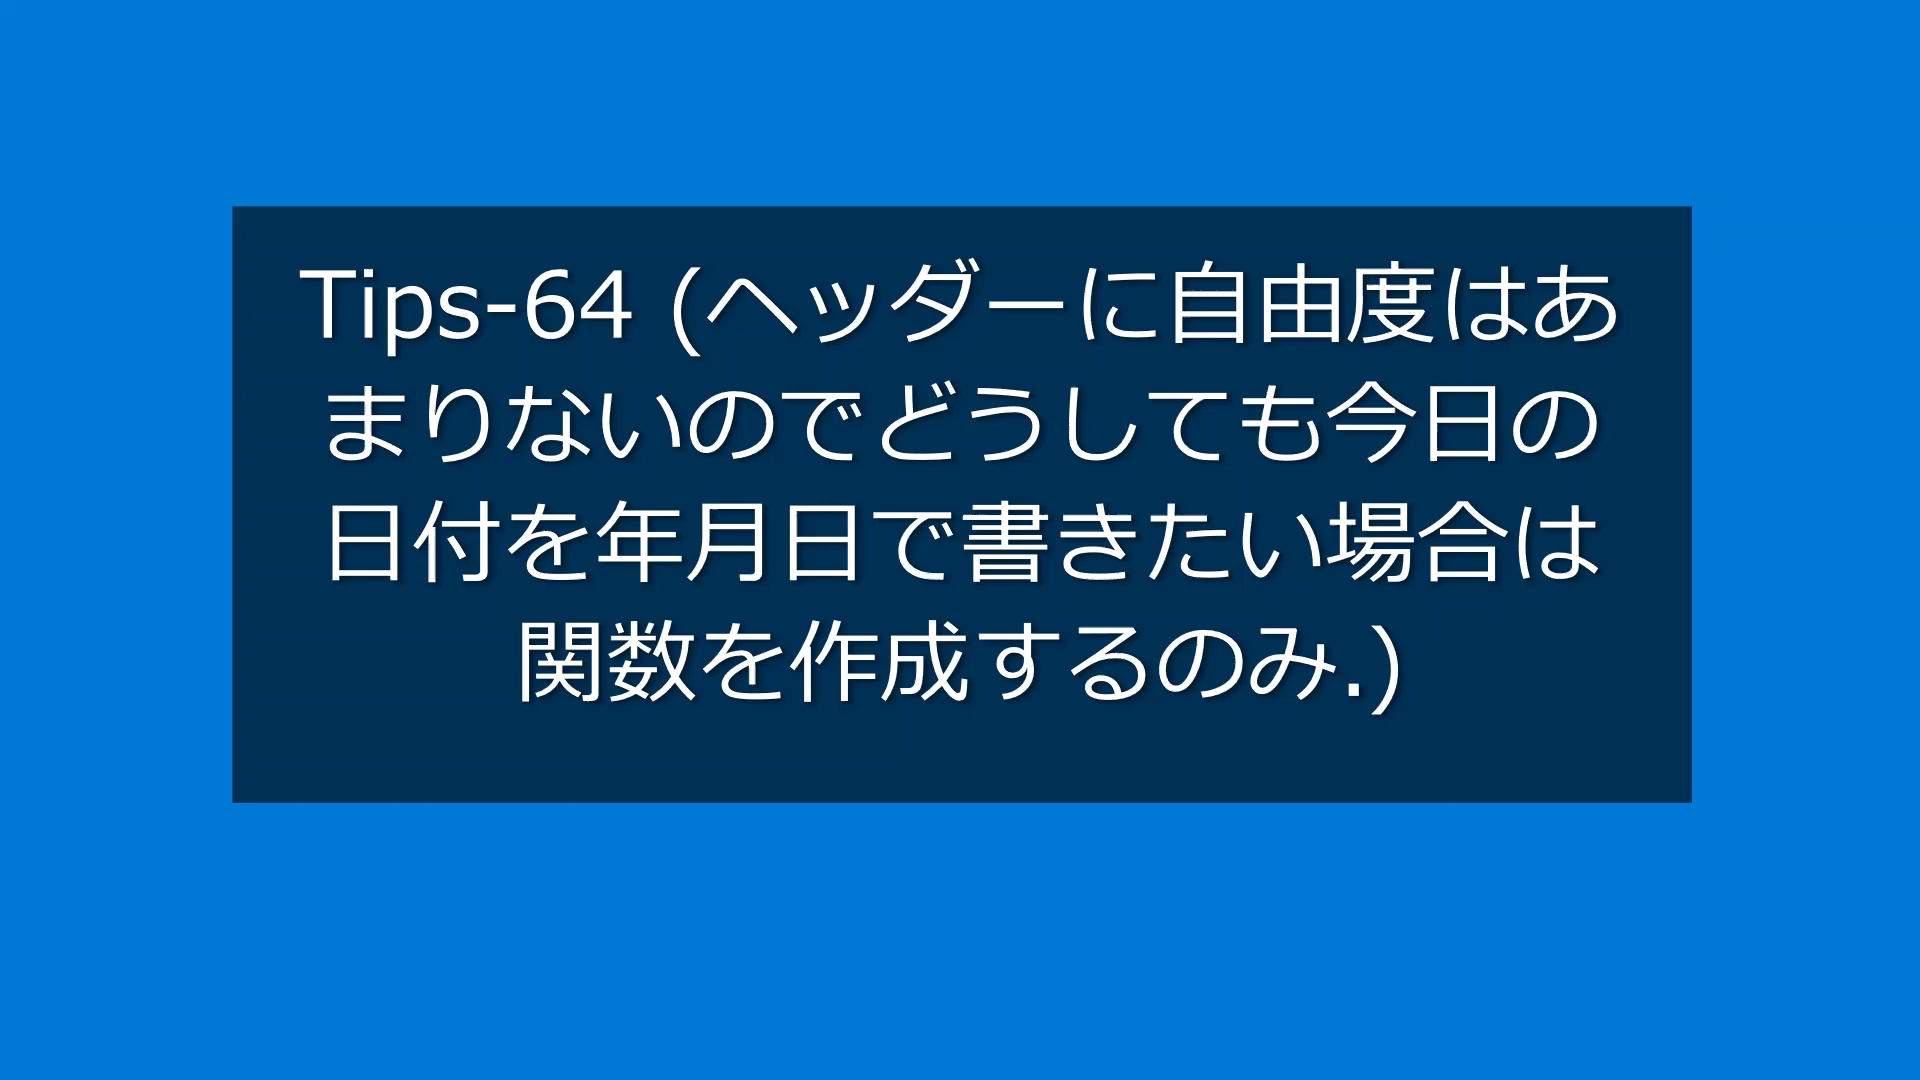 Tips-64 (ヘッダーに自由度はあ
まりないのでどうしても今日の
日付を年月日で書きたい場合は
関数を作成するのみ.)